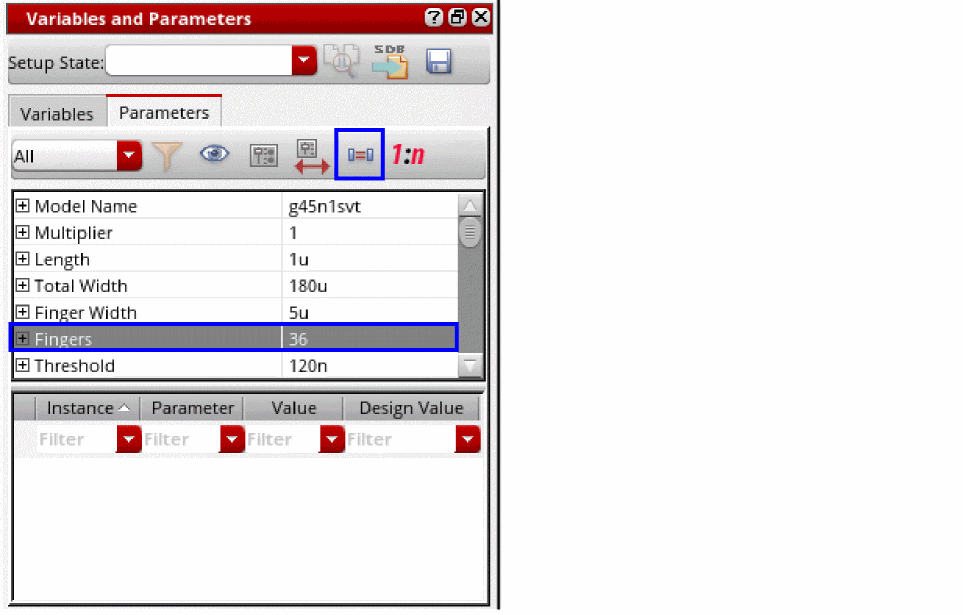 Variables and Parameters
Setup State:
SDB
Variables Parameters
All 1:n
Model Name g45n1svt
Multiplier 1
Length 1u
Total Width 180u
Finger Width 5u
Fingers 36
Threshold 120n
Instance Parameter Value Design Value
Filter Filter Filter Filter